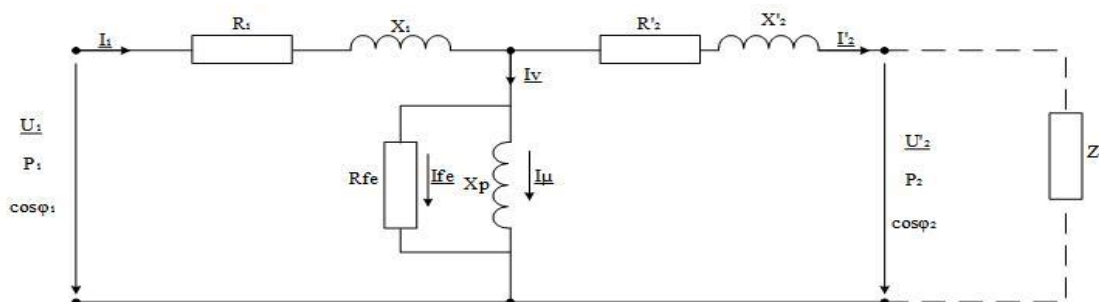 R₁
X₁
R'₂
X'₂
I₁
I'₂
Iv
U₁
P₁
cosφ₁
Rfe
Ife
Xp
Iμ
U'₂
P₂
cosφ₂
Z